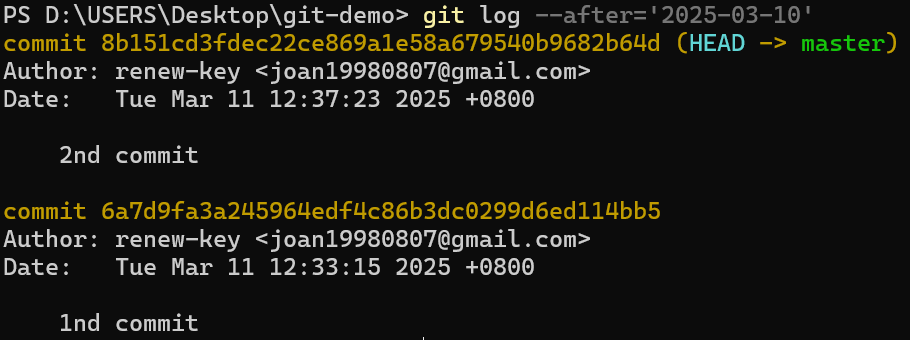 PS D:\USERS\Desktop\git-demo> git log --after='2025-03-10'
commit 8b151cd3fdec22ce869a1e58a679540b9682b64d (HEAD -> master)
Author: renew-key <joan19980807@gmail.com>
Date:   Tue Mar 11 12:37:23 2025 +0800
    2nd commit
commit 6a7d9fa3a245964edf4c86b3dc0299d6ed114bb5
Author: renew-key <joan19980807@gmail.com>
Date:   Tue Mar 11 12:33:15 2025 +0800
    1nd commit